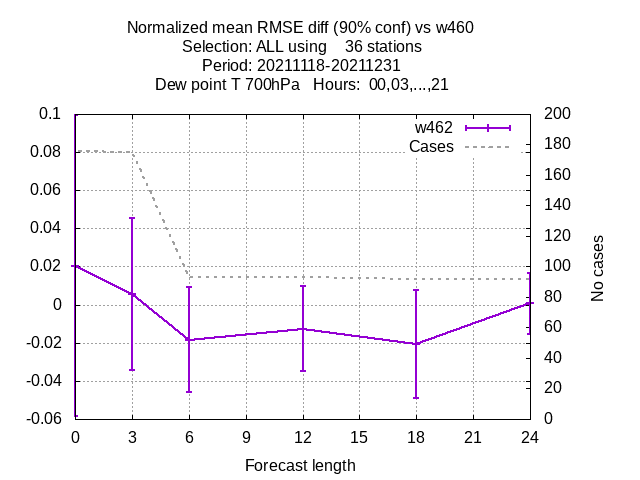 Normalized mean RMSE diff (90% conf) vs w460
Selection: ALL using    36 stations
Period: 20211118-20211231
Dew point T 700hPa   Hours:  00,03,...,21
w462
Cases
0.1
0.08
0.06
0.04
0.02
0
-0.02
-0.04
-0.06
200
180
160
140
120
100
80
60
40
20
0
No cases
0 3 6 9 12 15 18 21 24
Forecast length